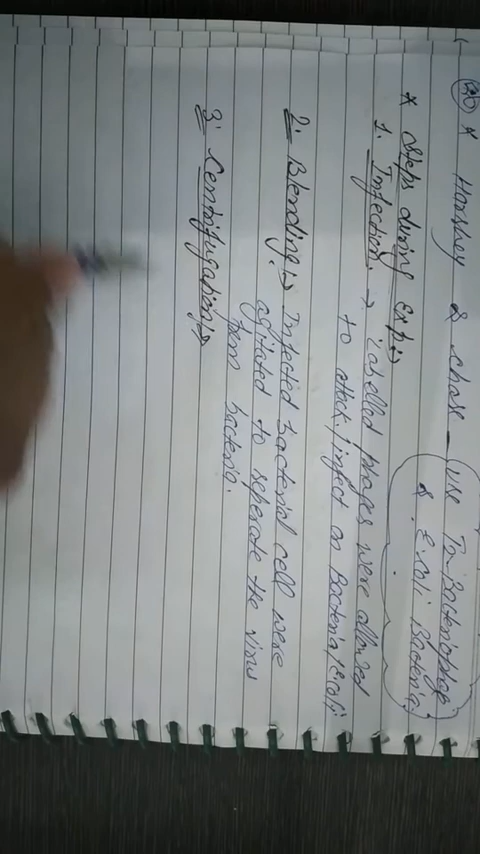 * Harshey & chase – (use T2-Bacteriophage
& E.coli Bacteria)
* Steps during Exp:→
1. Infection → Labelled phages were allowed
to attack/infect on Bacteria, (E.coli
2. Blending:→ Infected bacterial cell were
agitated to seperate the virus
from bacteria.
3. Centrifugation:→